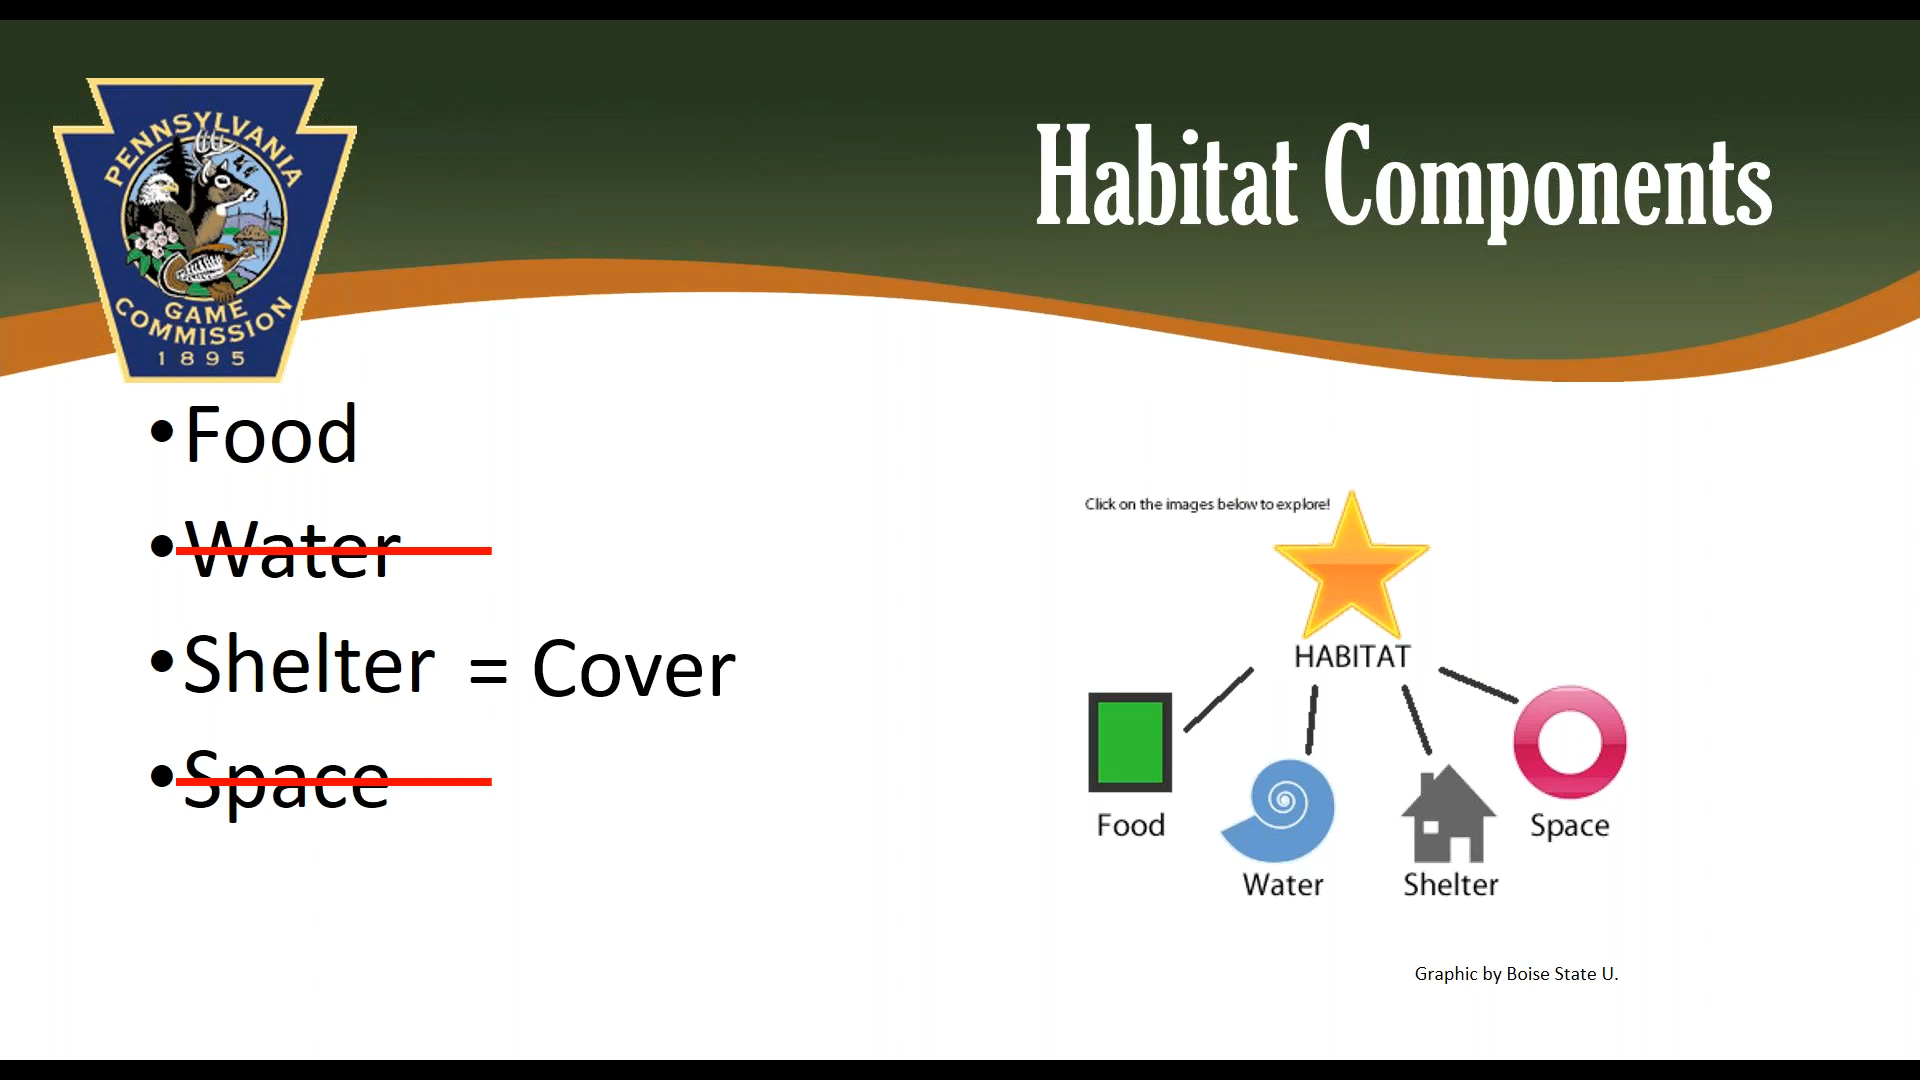 PENNSYLVANIA
GAME
COMMISSION
1895
Habitat Components
•Food
•Water
•Shelter = Cover
•Space
Click on the images below to explore!
HABITAT
Food
Water
Shelter
Space
Graphic by Boise State U.